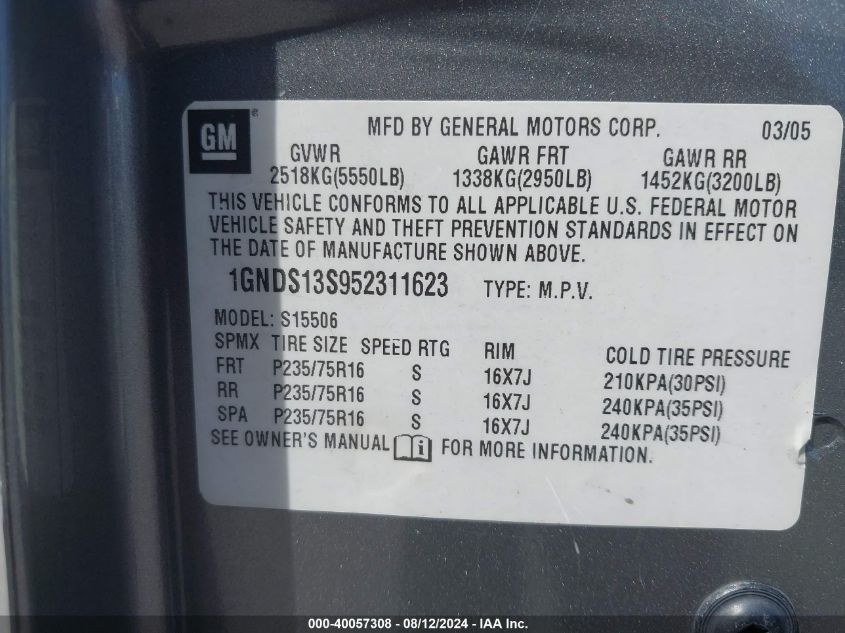 GM®
MFD BY GENERAL MOTORS CORP. 03/05
GVWR GAWR FRT GAWR RR
2518KG(5550LB) 1338KG(2950LB) 1452KG(3200LB)
THIS VEHICLE CONFORMS TO ALL APPLICABLE U.S. FEDERAL MOTOR
VEHICLE SAFETY AND THEFT PREVENTION STANDARDS IN EFFECT ON
THE DATE OF MANUFACTURE SHOWN ABOVE.
1GNDS13S952311623 TYPE: M.P.V.
MODEL: S15506
SPMX TIRE SIZE SPEED RTG RIM COLD TIRE PRESSURE
FRT P235/75R16 S 16X7J 210KPA(30PSI)
RR P235/75R16 S 16X7J 240KPA(35PSI)
SPA P235/75R16 S 16X7J 240KPA(35PSI)
SEE OWNER'S MANUAL i FOR MORE INFORMATION.
000-40057308 - 08/12/2024 - IAA Inc.